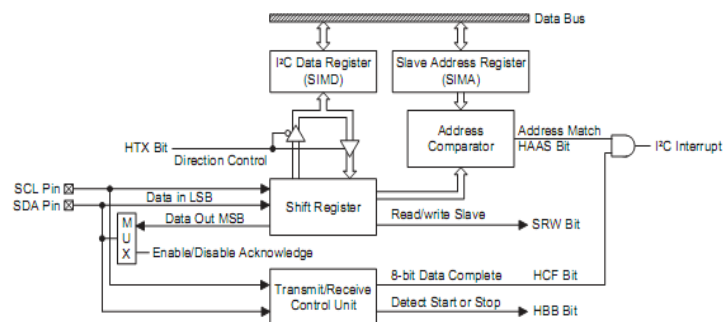 Data Bus
I²C Data Register
(SIMD)
Slave Address Register
(SIMA)
HTX Bit
Direction Control
Address
Comparator
Address Match
HAAS Bit
I²C Interrupt
SCL Pin
SDA Pin
Data in LSB
Shift Register
Data Out MSB
Read/write Slave
SRW Bit
M
U
X
Enable/Disable Acknowledge
Transmit/Receive
Control Unit
8-bit Data Complete
HCF Bit
Detect Start or Stop
HBB Bit